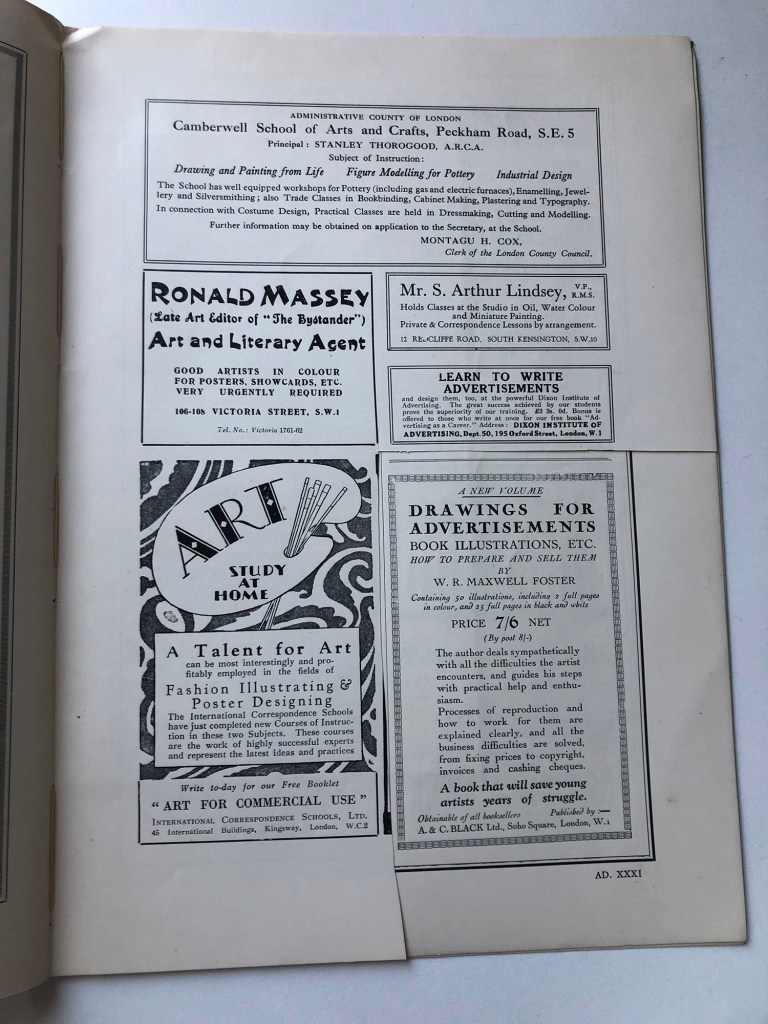 ADMINISTRATIVE COUNTY OF LONDON
Camberwell School of Arts and Crafts, Peckham Road, S.E. 5
Principal: STANLEY THOROGOOD, A.R.C.A.
Subject of Instruction:
Drawing and Painting from Life Figure Modelling for Pottery Industrial Design
The School has well equipped workshops for Pottery (including gas and electric furnaces), Enamelling, Jewel-
lery and Silversmithing; also Trade Classes in Bookbinding, Cabinet Making, Plastering and Typography.
In connection with Costume Design, Practical Classes are held in Dressmaking, Cutting and Modelling.
Further information may be obtained on application to the Secretary, at the School.
MONTAGU H. COX,
Clerk of the London County Council.
RONALD MASSEY
(Late Art Editor of "The Bystander")
Art and Literary Agent
GOOD ARTISTS IN COLOUR
FOR POSTERS, SHOWCARDS, ETC.
VERY URGENTLY REQUIRED
106-108 VICTORIA STREET, S.W.1
Tel. No.: Victoria 1761-62
Mr. S. Arthur Lindsey, V.P., R.M.S.
Holds Classes at the Studio in Oil, Water Colour
and Miniature Painting.
Private & Correspondence Lessons by arrangement.
12 REDCLIFFE ROAD, SOUTH KENSINGTON, S.W.10
LEARN TO WRITE
ADVERTISEMENTS
and design them, too, at the powerful Dixon Institute of
Advertising. The great success achieved by our students
prove the superiority of our training. £3 3s. 0d. Bonus is
offered to those who write at once for our free book "Ad-
vertising as a Career." Address: DIXON INSTITUTE OF
ADVERTISING, Dept. 50, 195 Oxford Street, London, W.1
ART
STUDY
AT
HOME
A Talent for Art
can be most interestingly and pro-
fitably employed in the fields of
Fashion Illustrating &
Poster Designing
The International Correspondence Schools
have just completed new Courses of Instruc-
tion in these two Subjects. These courses
are the work of highly successful experts
and represent the latest ideas and practices
Write to-day for our Free Booklet
"ART FOR COMMERCIAL USE"
INTERNATIONAL CORRESPONDENCE SCHOOLS, LTD.
45 International Buildings, Kingsway, London, W.C.2
A NEW VOLUME
DRAWINGS FOR
ADVERTISEMENTS
BOOK ILLUSTRATIONS, ETC.
HOW TO PREPARE AND SELL THEM
BY
W. R. MAXWELL FOSTER
Containing 50 illustrations, including 2 full pages
in colour, and 25 full pages in black and white
PRICE 7/6 NET
(By post 8/-)
The author deals sympathetically
with all the difficulties the artist
encounters, and guides his steps
with practical help and enthu-
siasm.
Processes of reproduction and
how to work for them are
explained clearly, and all the
business difficulties are solved,
from fixing prices to copyright,
invoices and cashing cheques.
A book that will save young
artists years of struggle.
Obtainable of all booksellers Published by :—
A. & C. BLACK Ltd., Soho Square, London, W.1
AD. XXXI